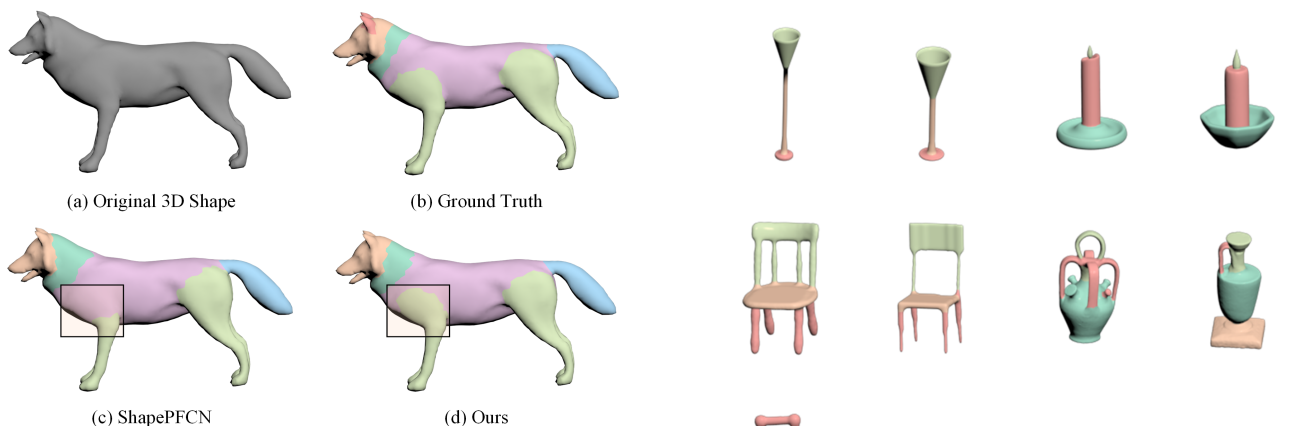 (a) Original 3D Shape
(b) Ground Truth
(c) ShapePFCN
(d) Ours